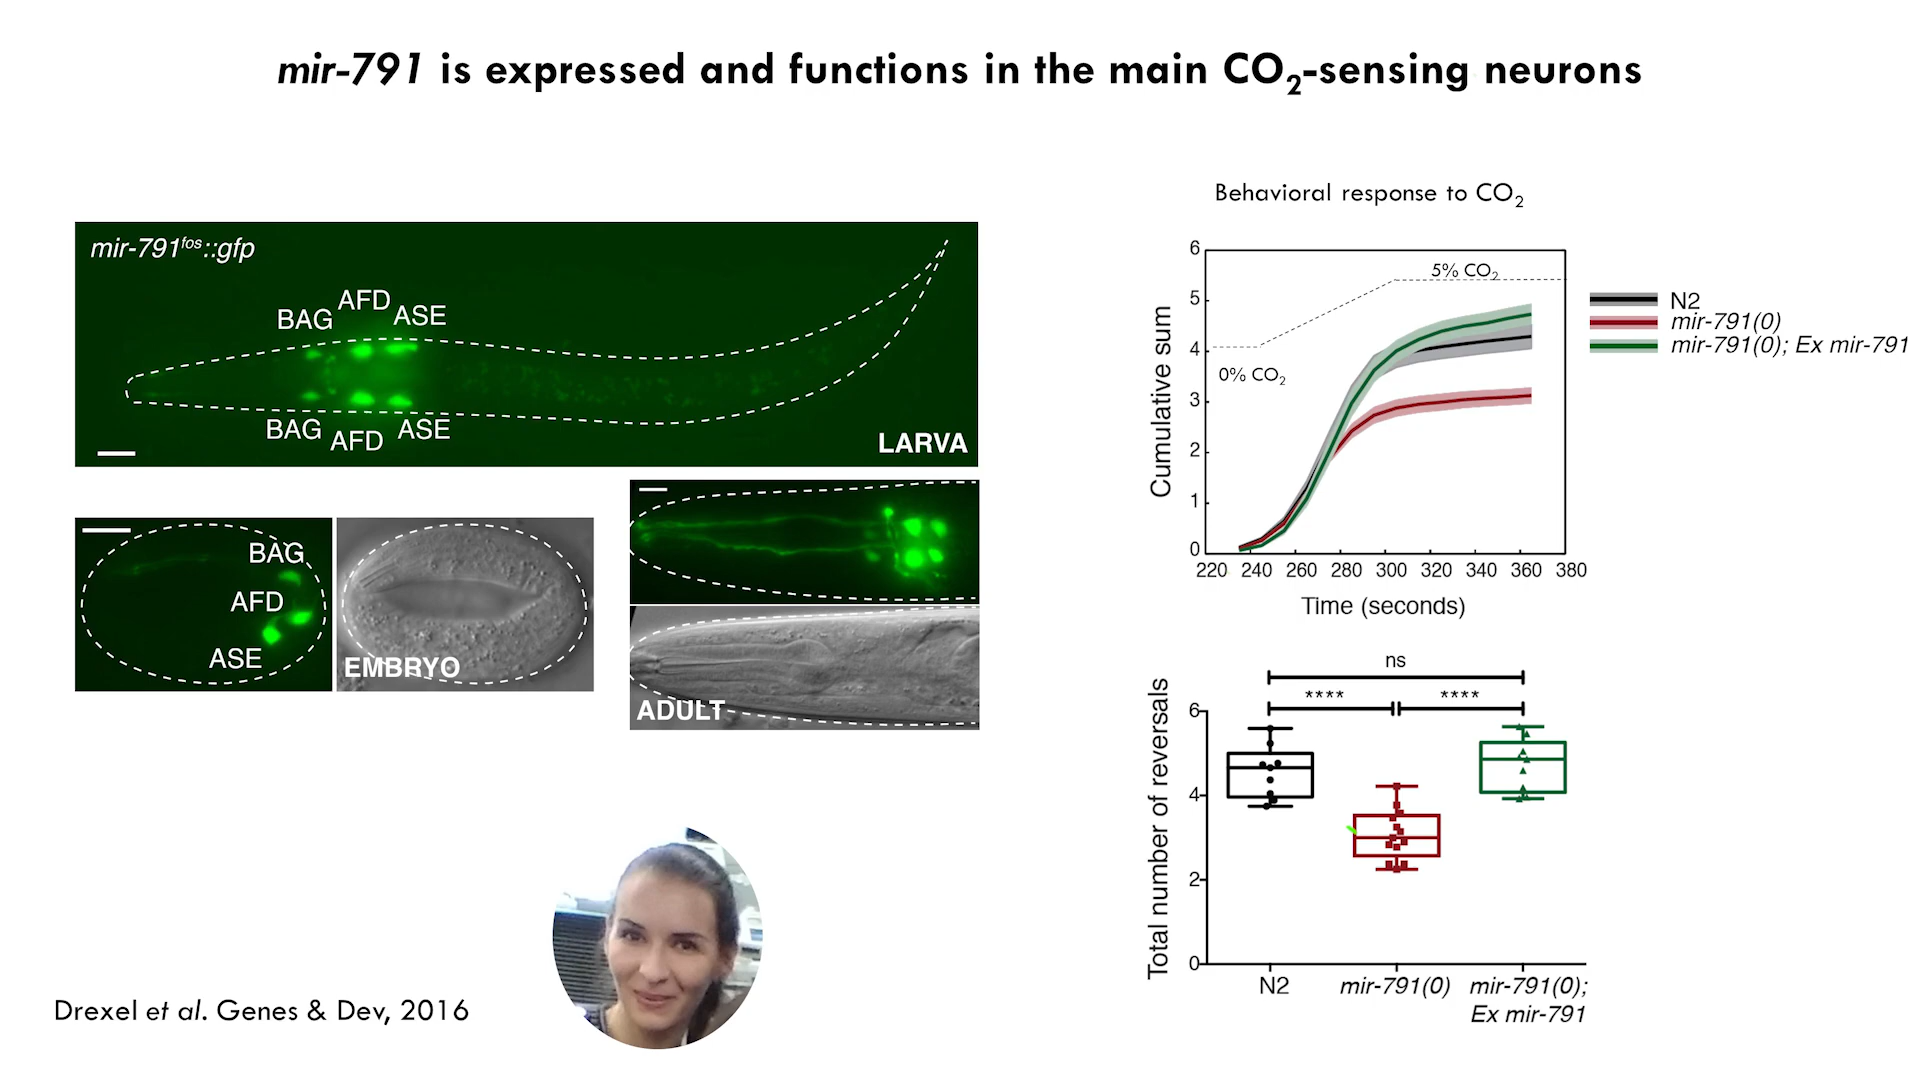 mir-791 is expressed and functions in the main CO₂-sensing neurons
mir-791fos::gfp
AFD
BAG
ASE
BAG
AFD
ASE
LARVA
BAG
AFD
ASE
EMBRYO
ADULT
Drexel et al. Genes & Dev, 2016
Behavioral response to CO₂
Cumulative sum
6
5
4
3
2
1
0
5% CO₂
0% CO₂
220 240 260 280 300 320 340 360 380
Time (seconds)
N2
mir-791(0)
mir-791(0); Ex mir-791
Total number of reversals
ns
**** ****
6
4
2
0
N2 mir-791(0) mir-791(0);
Ex mir-791